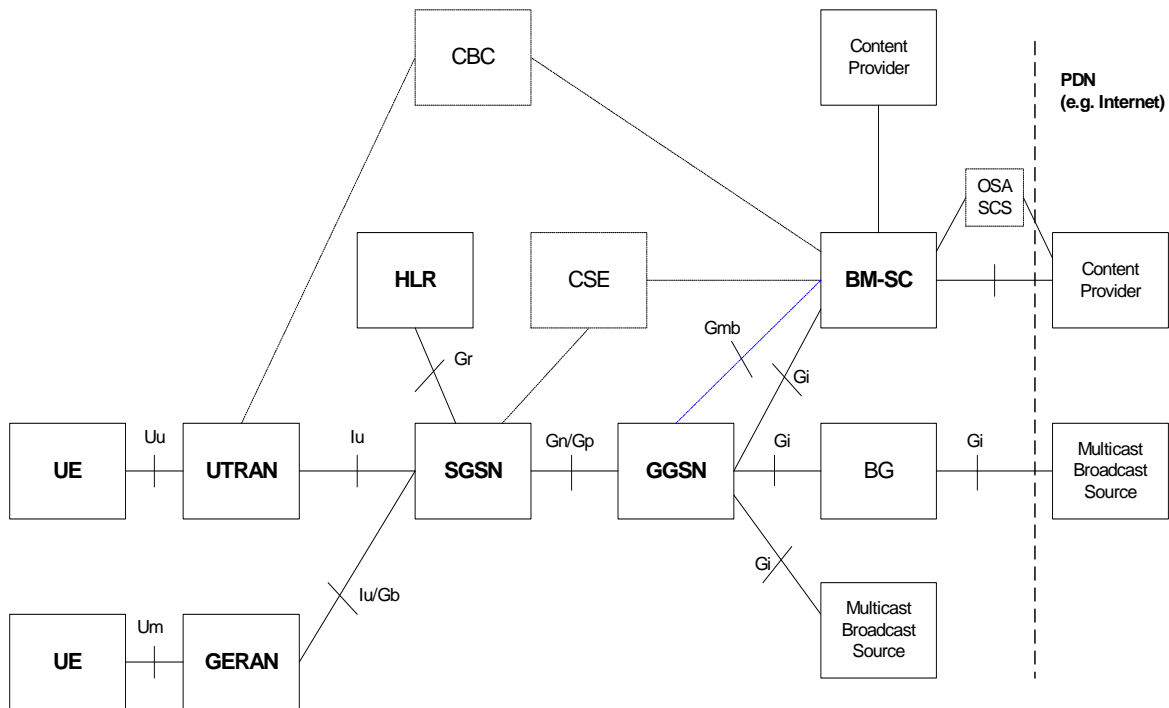 CBC
Content
Provider
PDN
(e.g. Internet)
OSA
SCS
HLR
CSE
BM-SC
Content
Provider
Gmb
Gr
Gi
Uu
Iu
Gn/Gp
Gi
Gi
UE
UTRAN
SGSN
GGSN
BG
Multicast
Broadcast
Source
Gi
Iu/Gb
Um
UE
GERAN
Multicast
Broadcast
Source